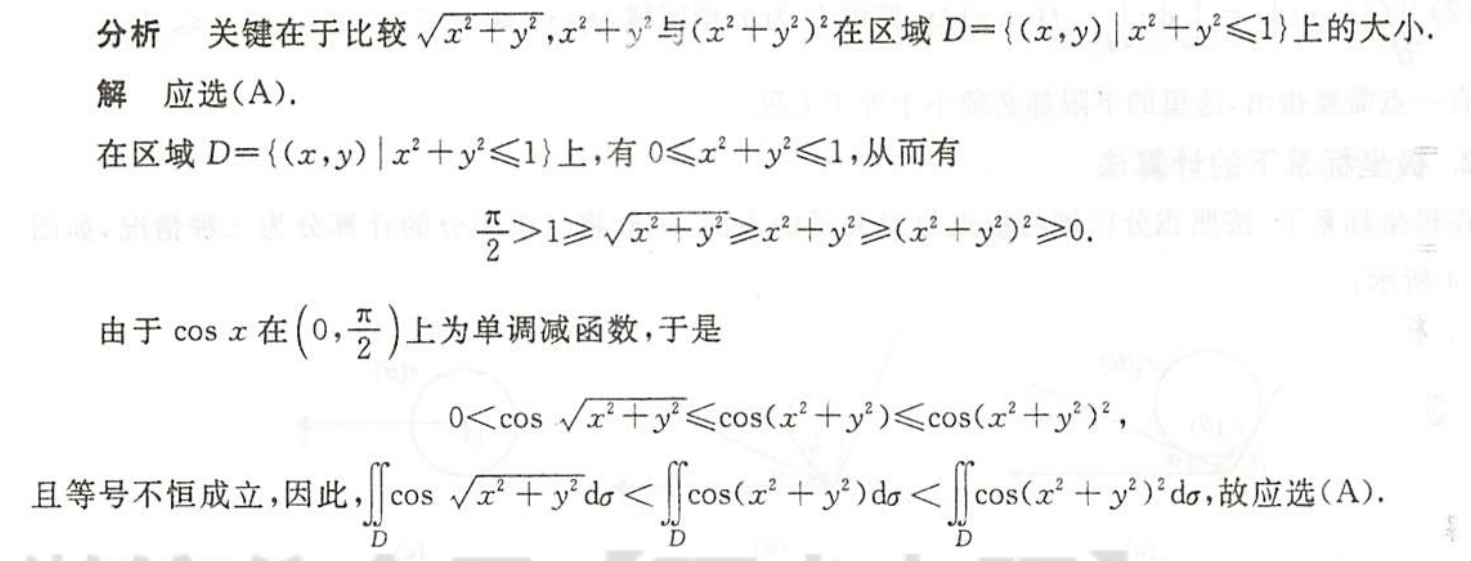 分析 关键在于比较 $\sqrt{x^2+y^2}$,$x^2+y^2$与$(x^2+y^2)^2$在区域 $D=\{(x,y)|x^2+y^2\leqslant 1\}$上的大小.
解 应选(A).
在区域 $D=\{(x,y)|x^2+y^2\leqslant 1\}$上,有 $0\leqslant x^2+y^2\leqslant 1$,从而有
$\frac{\pi}{2}>1\geqslant \sqrt{x^2+y^2}\geqslant x^2+y^2\geqslant (x^2+y^2)^2\geqslant 0.$
由于 $\cos x$ 在$\left(0,\frac{\pi}{2}\right)$上为单调减函数,于是
$0<\cos \sqrt{x^2+y^2}\leqslant \cos(x^2+y^2)\leqslant \cos(x^2+y^2)^2,$
且等号不恒成立,因此,$\iint\limits_D \cos \sqrt{x^2+y^2}d\sigma<\iint\limits_D \cos(x^2+y^2)d\sigma<\iint\limits_D \cos(x^2+y^2)^2d\sigma$,故应选(A).